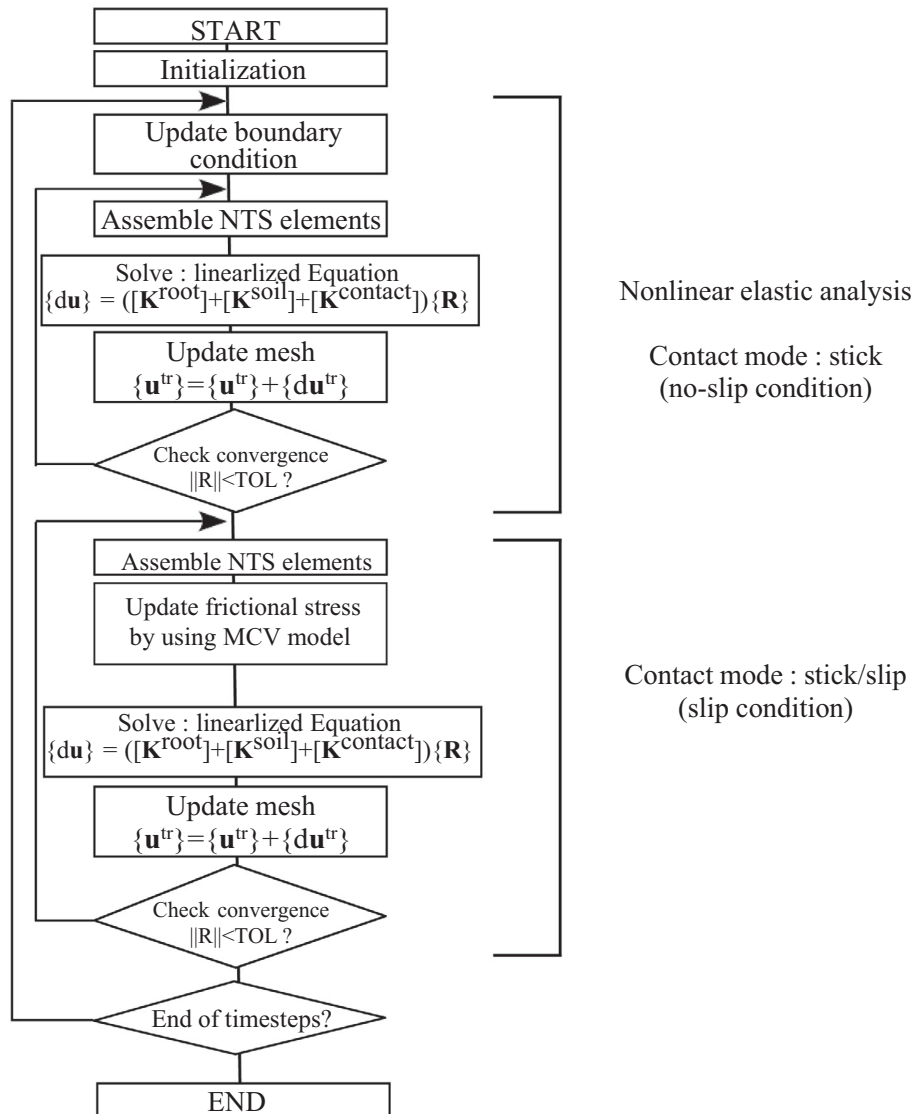 START
Initialization
Update boundary
condition
Assemble NTS elements
Solve : linearlized Equation
{du} = ([K^root]+[K^soil]+[K^contact]){R}
Update mesh
{u^tr}={u^tr}+{du^tr}
Check convergence
||R||<TOL ?
Nonlinear elastic analysis
Contact mode : stick
(no-slip condition)
Assemble NTS elements
Update frictional stress
by using MCV model
Solve : linearlized Equation
{du} = ([K^root]+[K^soil]+[K^contact]){R}
Update mesh
{u^tr}={u^tr}+{du^tr}
Check convergence
||R||<TOL ?
Contact mode : stick/slip
(slip condition)
End of timesteps?
END